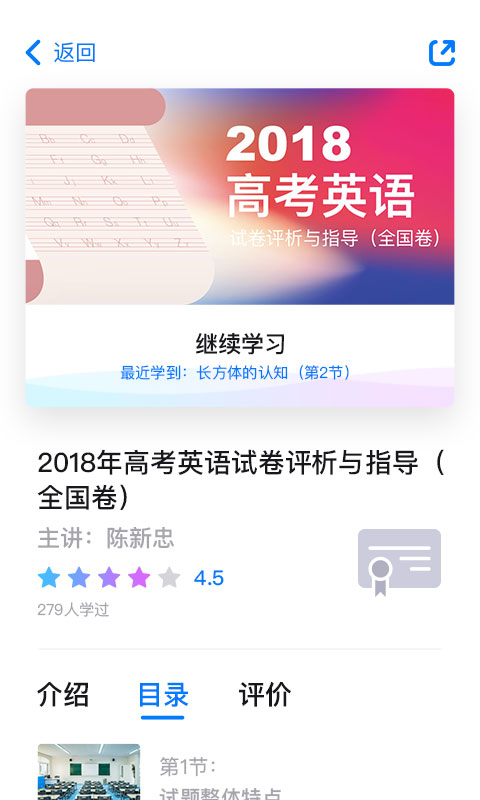 返回
Bb Cc Dd
Ff Gg Hh
Jj Kk Ll
Mm Nn Oo Pp
Qq Rr Ss Tt Uu
Vv Ww Xx Yy Zz
2018
高考英语
试卷评析与指导（全国卷）
继续学习
最近学到：长方体的认知（第2节）
2018年高考英语试卷评析与指导（
全国卷）
主讲：陈新忠
4.5
279人学过
介绍 目录 评价
第1节：
试题整体特点